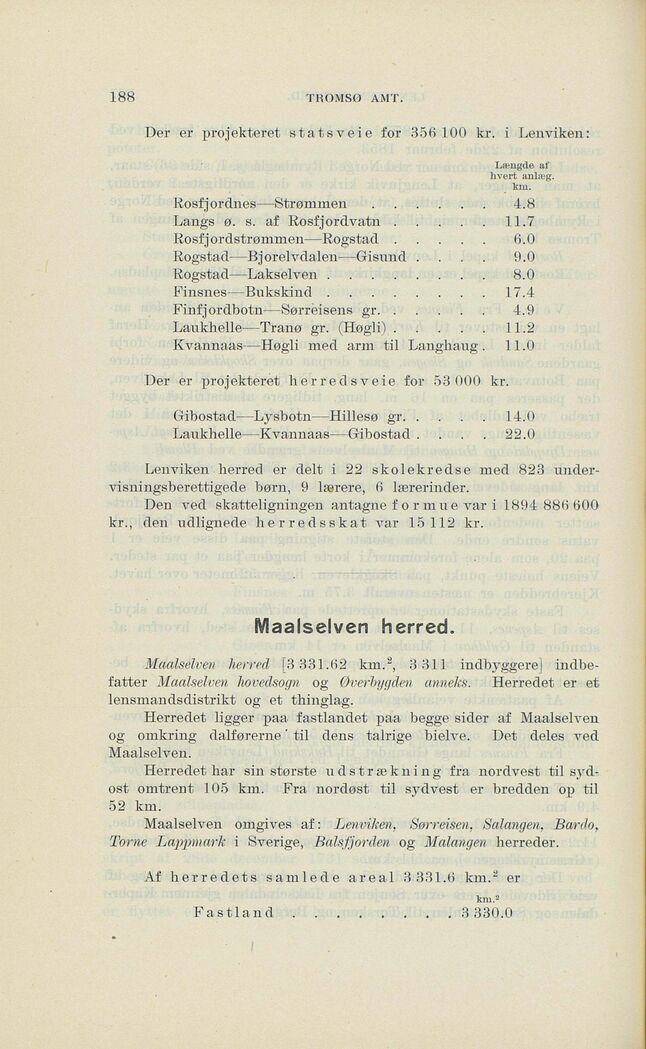 188
TROMSØ AMT.
Der er projekteret statsveie for 356 100 kr. i Lenviken:
Længde af
hvert anlæg.
km.
Rosfjordnes—Strømmen . . . . . . 4.8
Langs ø. s. af Rosfjordvatn . . . . . 11.7
Rosfjordstrømmen—Rogstad . . . . . 6.0
Rogstad—Bjorelvdalen—Gisund . . . . 9.0
Rogstad—Lakselven . . . . . . . . 8.0
Finsnes—Bukskind . . . . . . . . 17.4
Finfjordbotn—Sørreisens gr. . . . . . 4.9
Laukhelle—Tranø gr. (Høgli) . . . . . 11.2
Kvannaas—Høgli med arm til Langhaug . 11.0
Der er projekteret herredsveie for 53 000 kr.
Gibostad—Lysbotn—Hillesø gr. . . . . 14.0
Laukhelle—Kvannaas—Gibostad . . . . 22.0
Lenviken herred er delt i 22 skolekredse med 823 under-
visningsberettigede børn, 9 lærere, 6 lærerinder.
Den ved skatteligningen antagne formue var i 1894 886 600
kr., den udlignede herredsskat var 15 112 kr.
Maalselven herred.
Maalselven herred [3 331.62 km.², 3 311 indbyggere] indbe-
fatter Maalselven hovedsogn og Øverbygden anneks. Herredet er et
lensmandsdistrikt og et thinglag.
Herredet ligger paa fastlandet paa begge sider af Maalselven
og omkring dalførerne til dens talrige bielve. Det deles ved
Maalselven.
Herredet har sin største udstrækning fra nordvest til syd-
ost omtrent 105 km. Fra nordøst til sydvest er bredden op til
52 km.
Maalselven omgives af: Lenviken, Sørreisen, Salangen, Bardo,
Torne Lappmark i Sverige, Balsfjorden og Malangen herreder.
Af herredets samlede areal 3 331.6 km.² er
km.²
Fastland . . . . . . . . 3 330.0